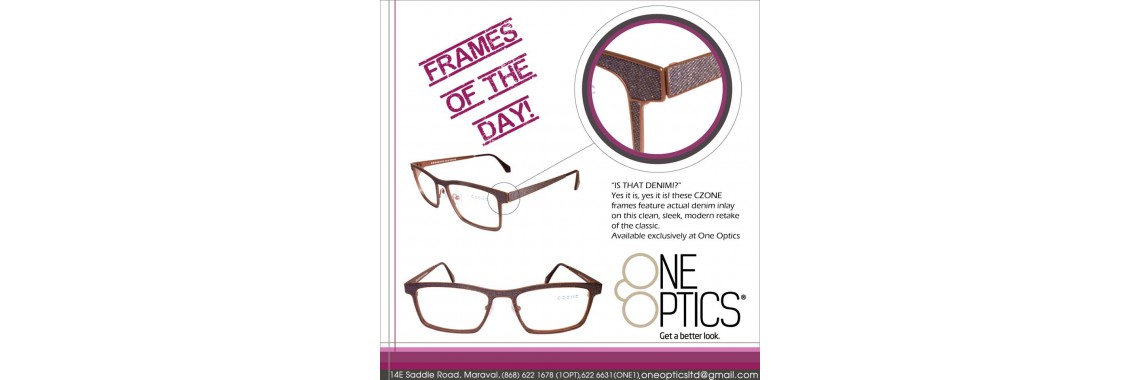 FRAMES
OF THE
DAY!
"IS THAT DENIM!?"
Yes it is, yes it is! these CZONE
frames feature actual denim inlay
on this clean, sleek, modern retake
of the classic.
Available exclusively at One Optics
CZONE
CZONE
ONE
OPTICS®
Get a better look.
14E Saddle Road, Maraval, (868) 622 1678 (1OPT), 622 6631(ONE1), oneopticsltd@gmail.com